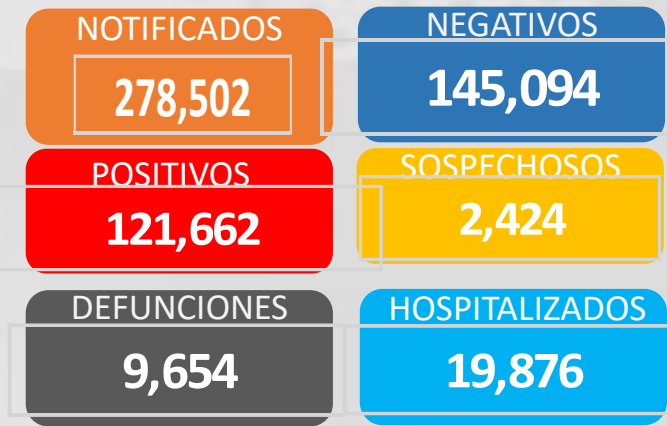 NOTIFICADOS
278,502
NEGATIVOS
145,094
POSITIVOS
121,662
SOSPECHOSOS
2,424
DEFUNCIONES
9,654
HOSPITALIZADOS
19,876